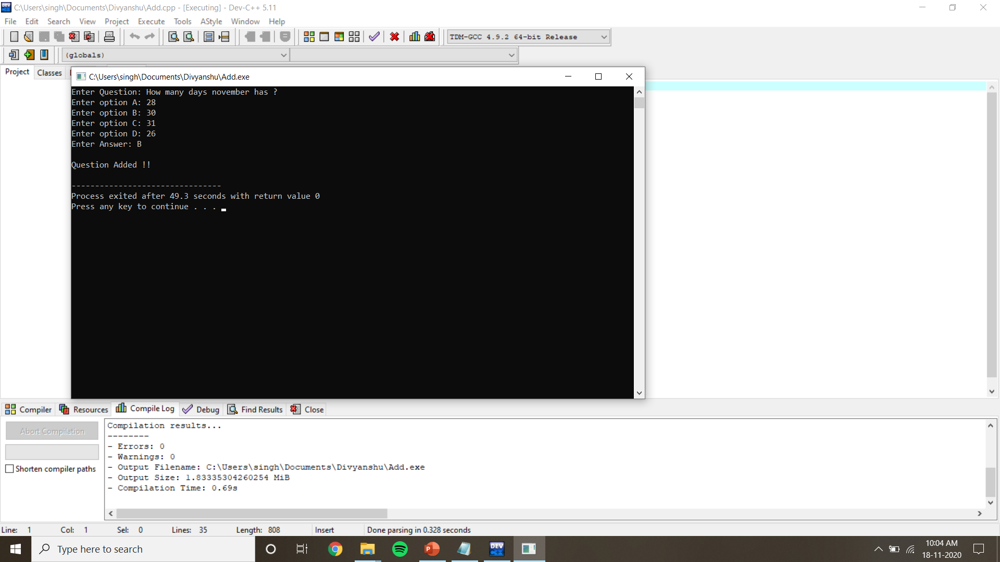 C:\Users\singh\Documents\Divyanshu\Add.cpp - [Executing] - Dev-C++ 5.11
File Edit Search View Project Execute Tools AStyle Window Help
TDM-GCC 4.9.2 64-bit Release
(globals)
Project Classes
C:\Users\singh\Documents\Divyanshu\Add.exe
Enter Question: How many days november has ?
Enter option A: 28
Enter option B: 30
Enter option C: 31
Enter option D: 26
Enter Answer: B
Question Added !!
--------------------------------
Process exited after 49.3 seconds with return value 0
Press any key to continue . . .
Compiler Resources Compile Log Debug Find Results Close
Abort Compilation
Shorten compiler paths
Compilation results...
--------
- Errors: 0
- Warnings: 0
- Output Filename: C:\Users\singh\Documents\Divyanshu\Add.exe
- Output Size: 1.83335304260254 MiB
- Compilation Time: 0.69s
Line: 1 Col: 1 Sel: 0 Lines: 35 Length: 808 Insert Done parsing in 0.328 seconds
Type here to search
DEV C++
10:04 AM
18-11-2020